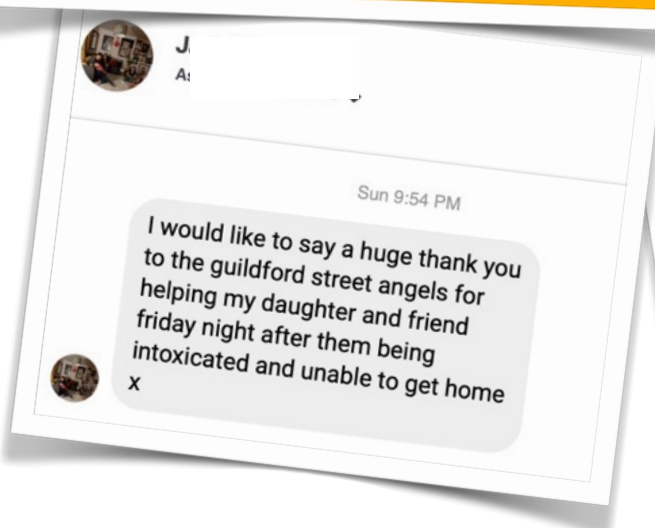 J
As
Sun 9:54 PM
I would like to say a huge thank you
to the guildford street angels for
helping my daughter and friend
friday night after them being
intoxicated and unable to get home
x